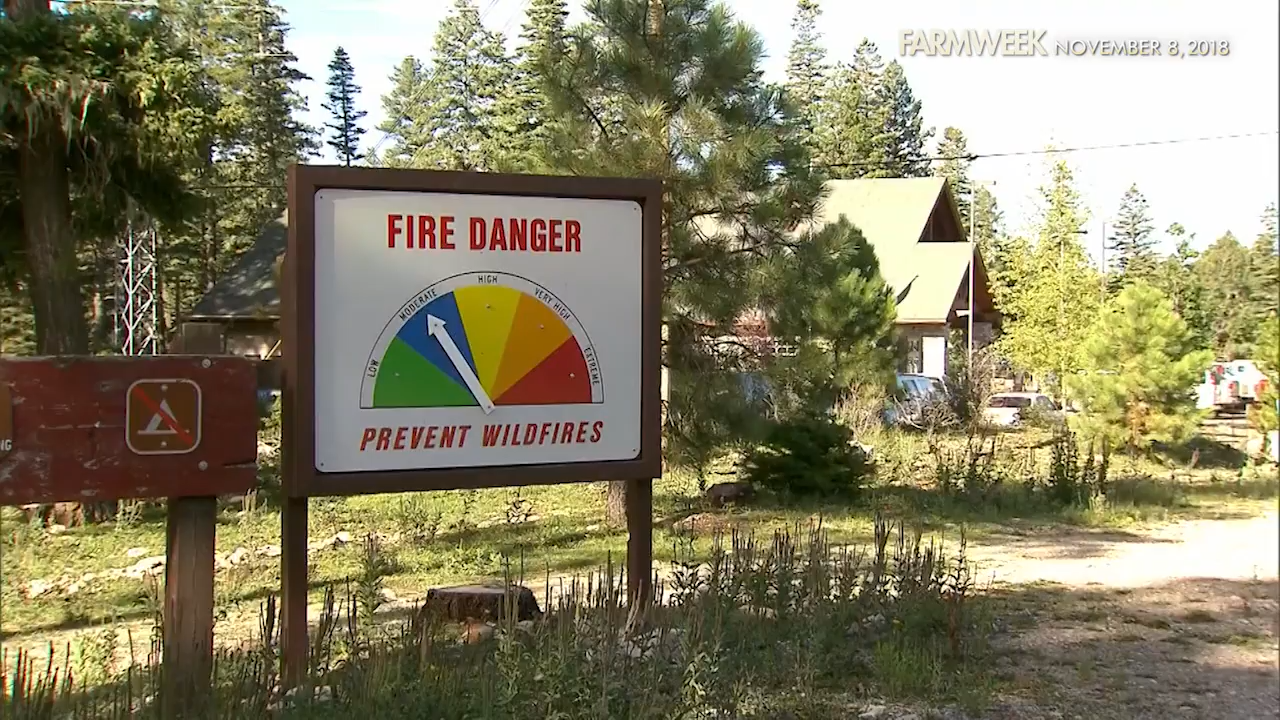 FARMWEEK NOVEMBER 8, 2018
FIRE DANGER
LOW
MODERATE
HIGH
VERY HIGH
EXTREME
PREVENT WILDFIRES